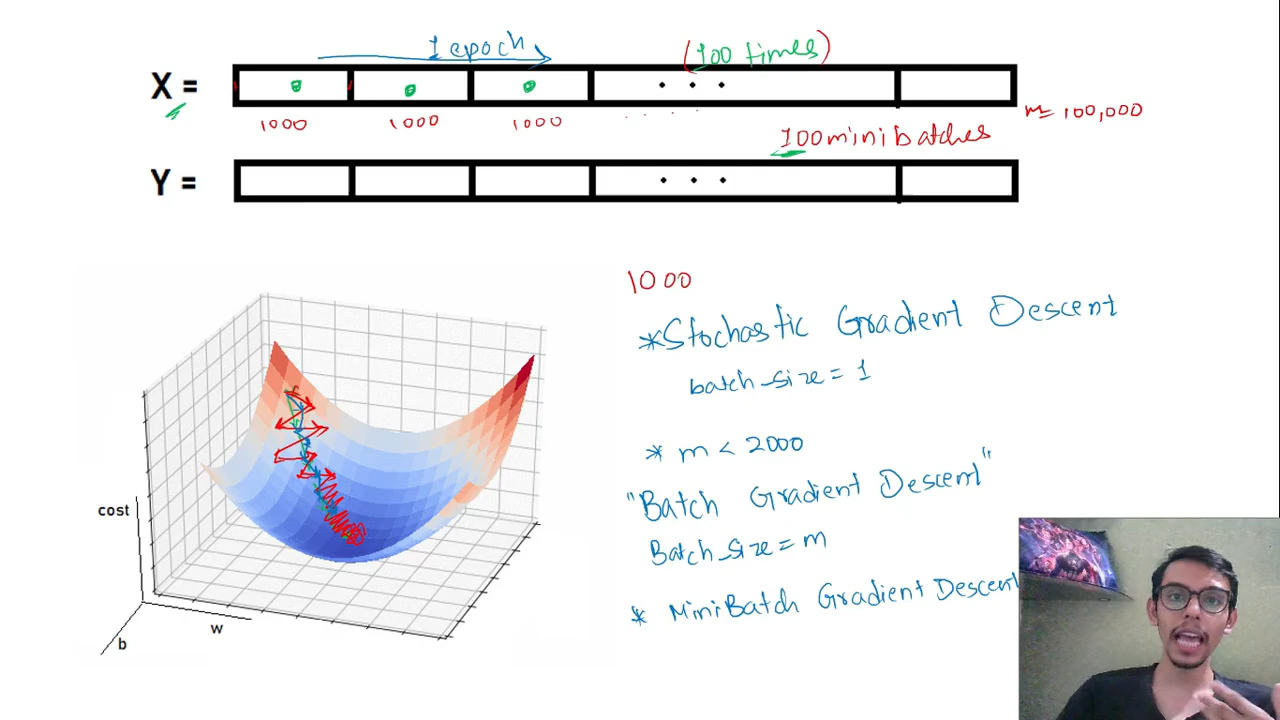 1 epoch
(100 times)
X =
. . .
1000
1000
1000
. . . . .
m= 100,000
100 mini batches
Y =
. . .
1000
*Stochastic Gradient Descent
batch_size = 1
* m < 2000
"Batch Gradient Descent"
Batch_size = m
* MiniBatch Gradient Descent
cost
w
b